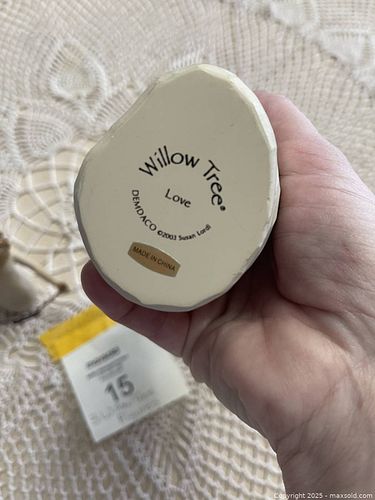 Willow Tree®
Love
DEMDACO ©2003 Susan Lordi
MADE IN CHINA
15
Copyright 2025 - maxsold.com